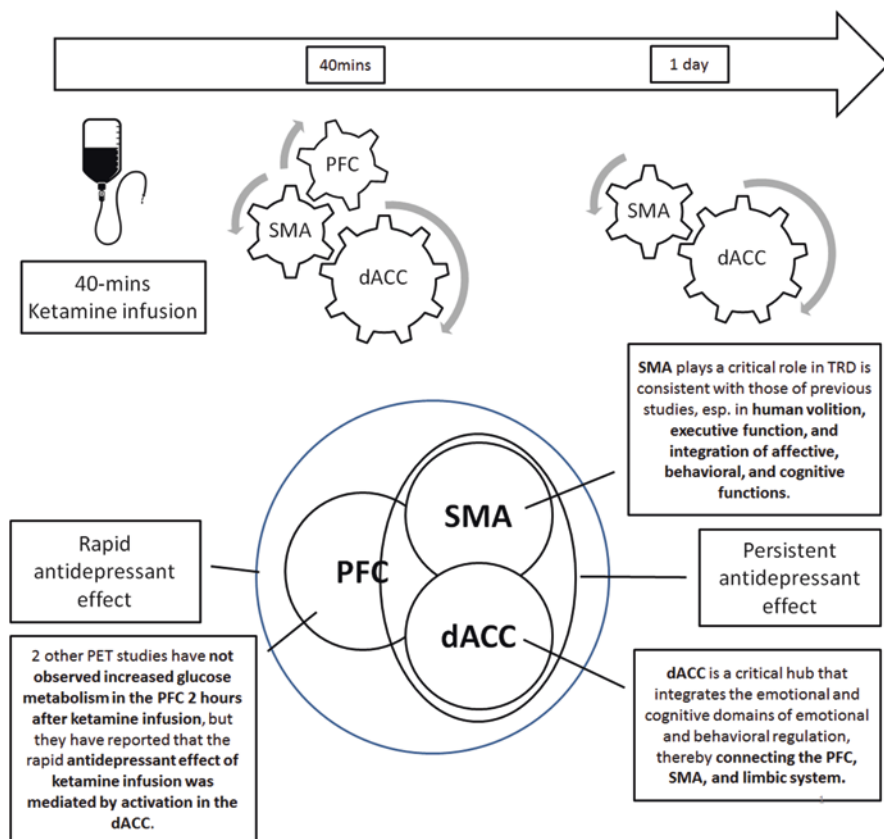 40mins
1 day
PFC
SMA
dACC
SMA
dACC
40-mins
Ketamine infusion
SMA plays a critical role in TRD is
consistent with those of previous
studies, esp. in human volition,
executive function, and
integration of affective,
behavioral, and cognitive
functions.
SMA
PFC
dACC
Rapid
antidepressant
effect
Persistent
antidepressant
effect
2 other PET studies have not
observed increased glucose
metabolism in the PFC 2 hours
after ketamine infusion, but
they have reported that the
rapid antidepressant effect of
ketamine infusion was
mediated by activation in the
dACC.
dACC is a critical hub that
integrates the emotional and
cognitive domains of emotional
and behavioral regulation,
thereby connecting the PFC,
SMA, and limbic system.